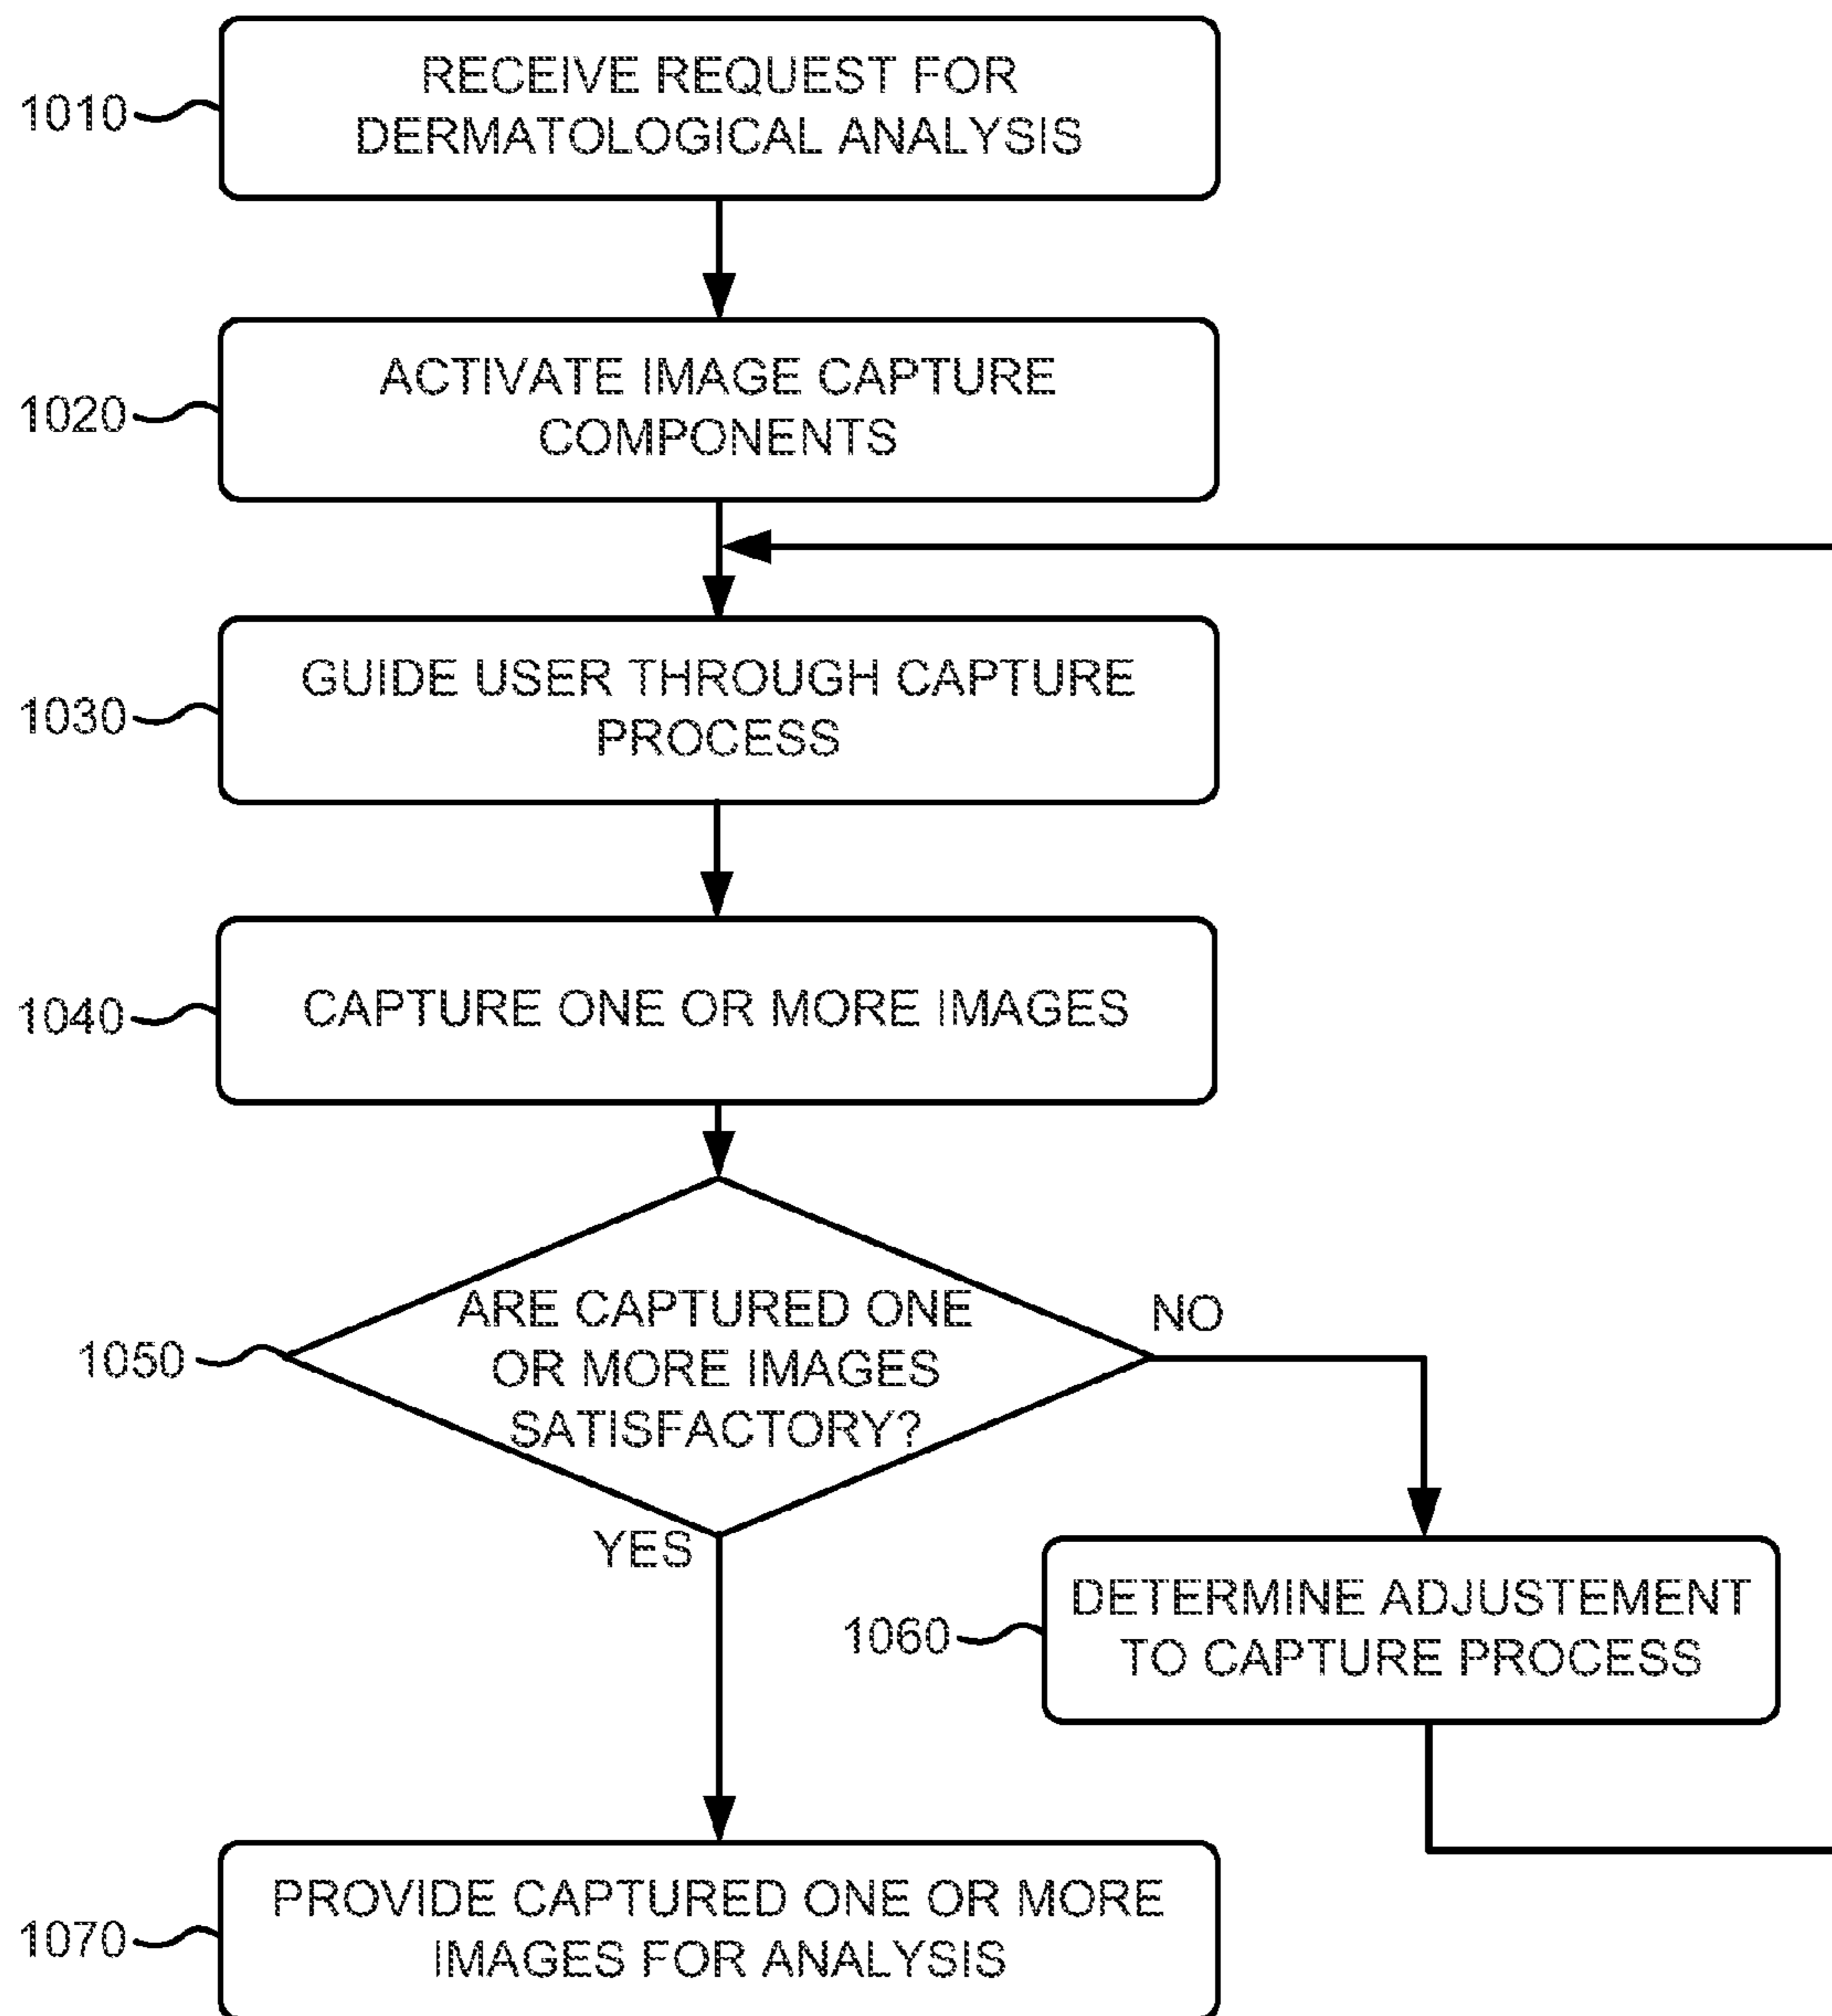 1010
RECEIVE REQUEST FOR
DERMATOLOGICAL ANALYSIS
1020
ACTIVATE IMAGE CAPTURE
COMPONENTS
1030
GUIDE USER THROUGH CAPTURE
PROCESS
1040
CAPTURE ONE OR MORE IMAGES
1050
ARE CAPTURED ONE
OR MORE IMAGES
SATISFACTORY?
NO
YES
1060
DETERMINE ADJUSTEMENT
TO CAPTURE PROCESS
1070
PROVIDE CAPTURED ONE OR MORE
IMAGES FOR ANALYSIS